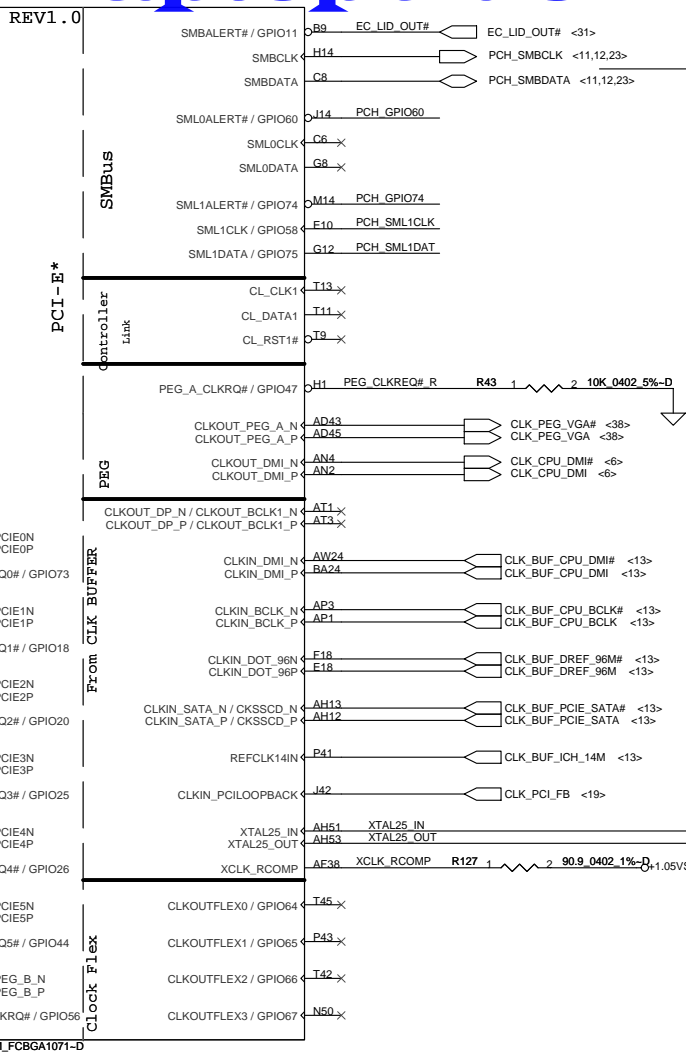 REV1.0
SMBALERT# / GPIO11 B9 EC_LID_OUT# EC_LID_OUT# <31>
SMBCLK H14 PCH_SMBCLK <11,12,23>
SMBDATA C8 PCH_SMBDATA <11,12,23>
SML0ALERT# / GPIO60 J14 PCH_GPIO60
SML0CLK C6
SML0DATA G8
SMBus
SML1ALERT# / GPIO74 M14 PCH_GPIO74
SML1CLK / GPIO58 E10 PCH_SML1CLK
SML1DATA / GPIO75 G12 PCH_SML1DAT
PCI-E*
Controller
Link
CL_CLK1 T13
CL_DATA1 T11
CL_RST1# T9
PEG_A_CLKRQ# / GPIO47 H1 PEG_CLKREQ#_R R43 1 2 10K_0402_5%~D
CLKOUT_PEG_A_N AD43 CLK_PEG_VGA# <38>
CLKOUT_PEG_A_P AD45 CLK_PEG_VGA <38>
CLKOUT_DMI_N AN4 CLK_CPU_DMI# <6>
CLKOUT_DMI_P AN2 CLK_CPU_DMI <6>
PEG
CLKOUT_DP_N / CLKOUT_BCLK1_N AT1
CLKOUT_DP_P / CLKOUT_BCLK1_P AT3
PCIE0N
PCIE0P
From CLK BUFFER
CLKIN_DMI_N AW24 CLK_BUF_CPU_DMI# <13>
CLKIN_DMI_P BA24 CLK_BUF_CPU_DMI <13>
Q0# / GPIO73
PCIE1N
PCIE1P
CLKIN_BCLK_N AP3 CLK_BUF_CPU_BCLK# <13>
CLKIN_BCLK_P AP1 CLK_BUF_CPU_BCLK <13>
Q1# / GPIO18
CLKIN_DOT_96N F18 CLK_BUF_DREF_96M# <13>
CLKIN_DOT_96P E18 CLK_BUF_DREF_96M <13>
PCIE2N
PCIE2P
CLKIN_SATA_N / CKSSCD_N AH13 CLK_BUF_PCIE_SATA# <13>
CLKIN_SATA_P / CKSSCD_P AH12 CLK_BUF_PCIE_SATA <13>
Q2# / GPIO20
PCIE3N
PCIE3P
REFCLK14IN P41 CLK_BUF_ICH_14M <13>
Q3# / GPIO25
CLKIN_PCILOOPBACK J42 CLK_PCI_FB <19>
PCIE4N
PCIE4P
XTAL25_IN AH51 XTAL25_IN
XTAL25_OUT AH53 XTAL25_OUT
Q4# / GPIO26
XCLK_RCOMP AF38 XCLK_RCOMP R127 1 2 90.9_0402_1%~D +1.05VS
PCIE5N
PCIE5P
CLKOUTFLEX0 / GPIO64 T45
Q5# / GPIO44
CLKOUTFLEX1 / GPIO65 P43
Clock Flex
PEG_B_N
PEG_B_P
CLKOUTFLEX2 / GPIO66 T42
KRQ# / GPIO56
CLKOUTFLEX3 / GPIO67 N50
_FCBGA1071~D